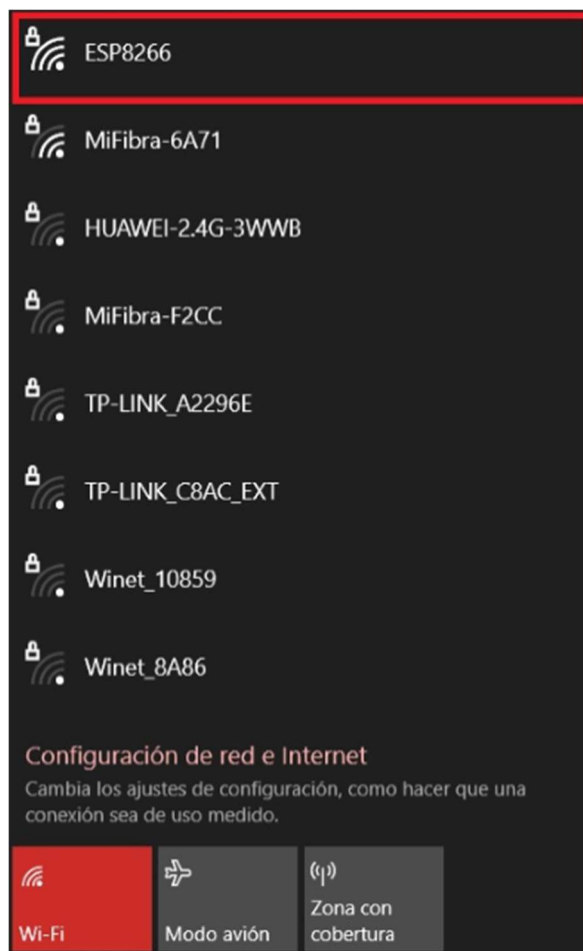 ESP8266
MiFibra-6A71
HUAWEI-2.4G-3WWB
MiFibra-F2CC
TP-LINK_A2296E
TP-LINK_C8AC_EXT
Winet_10859
Winet_8A86
Configuración de red e Internet
Cambia los ajustes de configuración, como hacer que una
conexión sea de uso medido.
Wi-Fi
Modo avión
Zona con
cobertura